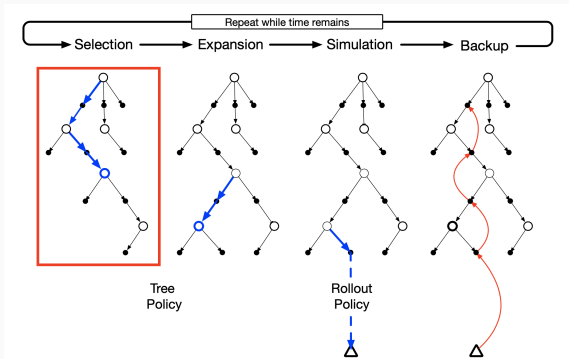 Repeat while time remains
Selection
Expansion
Simulation
Backup
Tree
Policy
Rollout
Policy